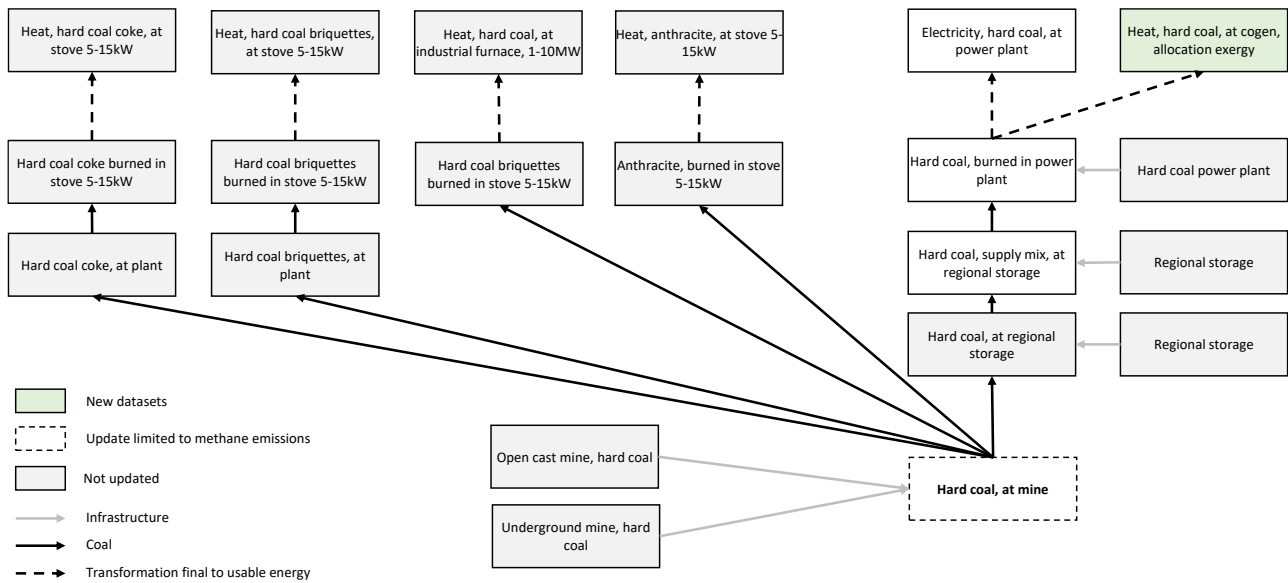 Heat, hard coal coke, at
stove 5-15kW
Heat, hard coal briquettes,
at stove 5-15kW
Heat, hard coal, at
industrial furnace, 1-10MW
Heat, anthracite, at stove 5-
15kW
Electricity, hard coal, at
power plant
Heat, hard coal, at cogen,
allocation exergy
Hard coal coke burned in
stove 5-15kW
Hard coal briquettes
burned in stove 5-15kW
Hard coal briquettes
burned in stove 5-15kW
Anthracite, burned in stove
5-15kW
Hard coal, burned in power
plant
Hard coal power plant
Hard coal coke, at plant
Hard coal briquettes, at
plant
Hard coal, supply mix, at
regional storage
Regional storage
Hard coal, at regional
storage
Regional storage
New datasets
Update limited to methane emissions
Not updated
Infrastructure
Coal
Transformation final to usable energy
Open cast mine, hard coal
Underground mine, hard
coal
Hard coal, at mine